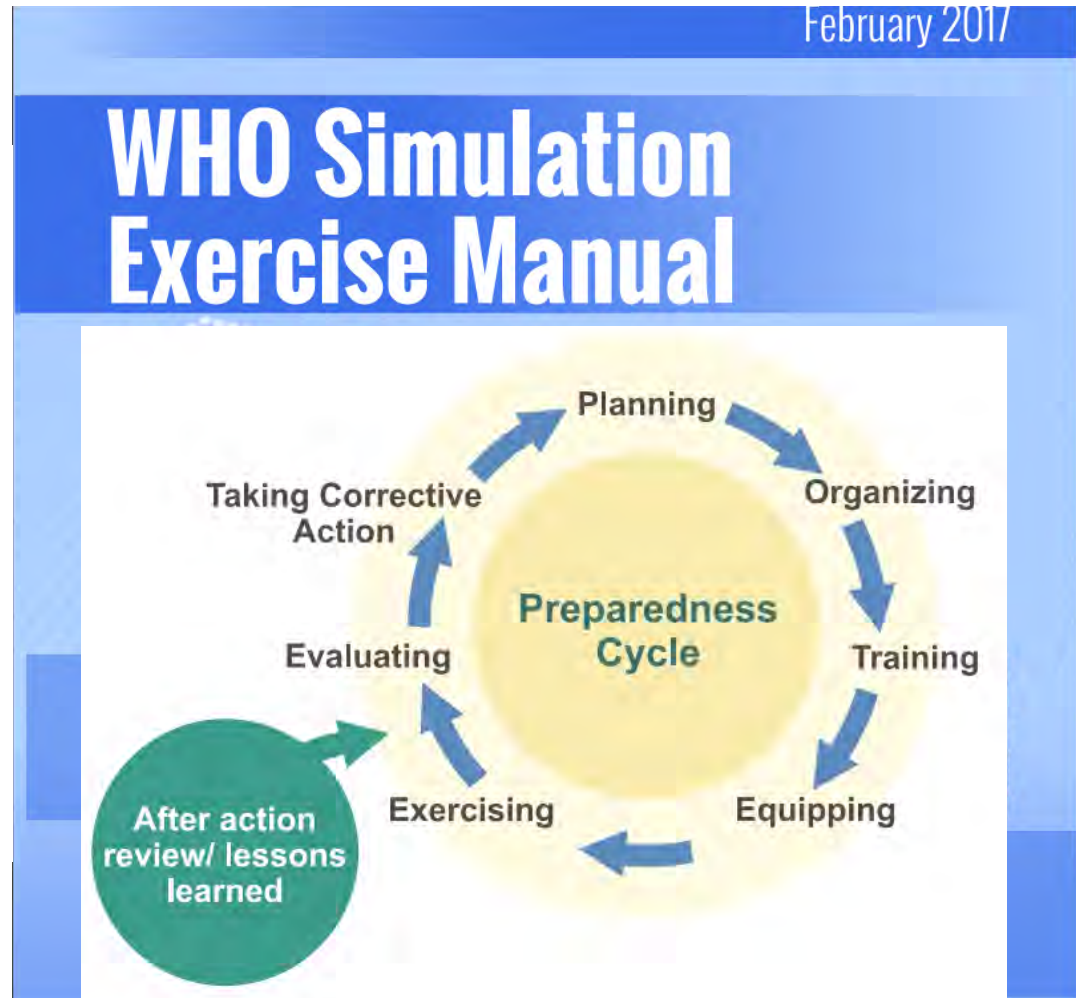 February 2017
WHO Simulation
Exercise Manual
Planning
Organizing
Training
Equipping
Exercising
Evaluating
Taking Corrective
Action
Preparedness
Cycle
After action
review/ lessons
learned